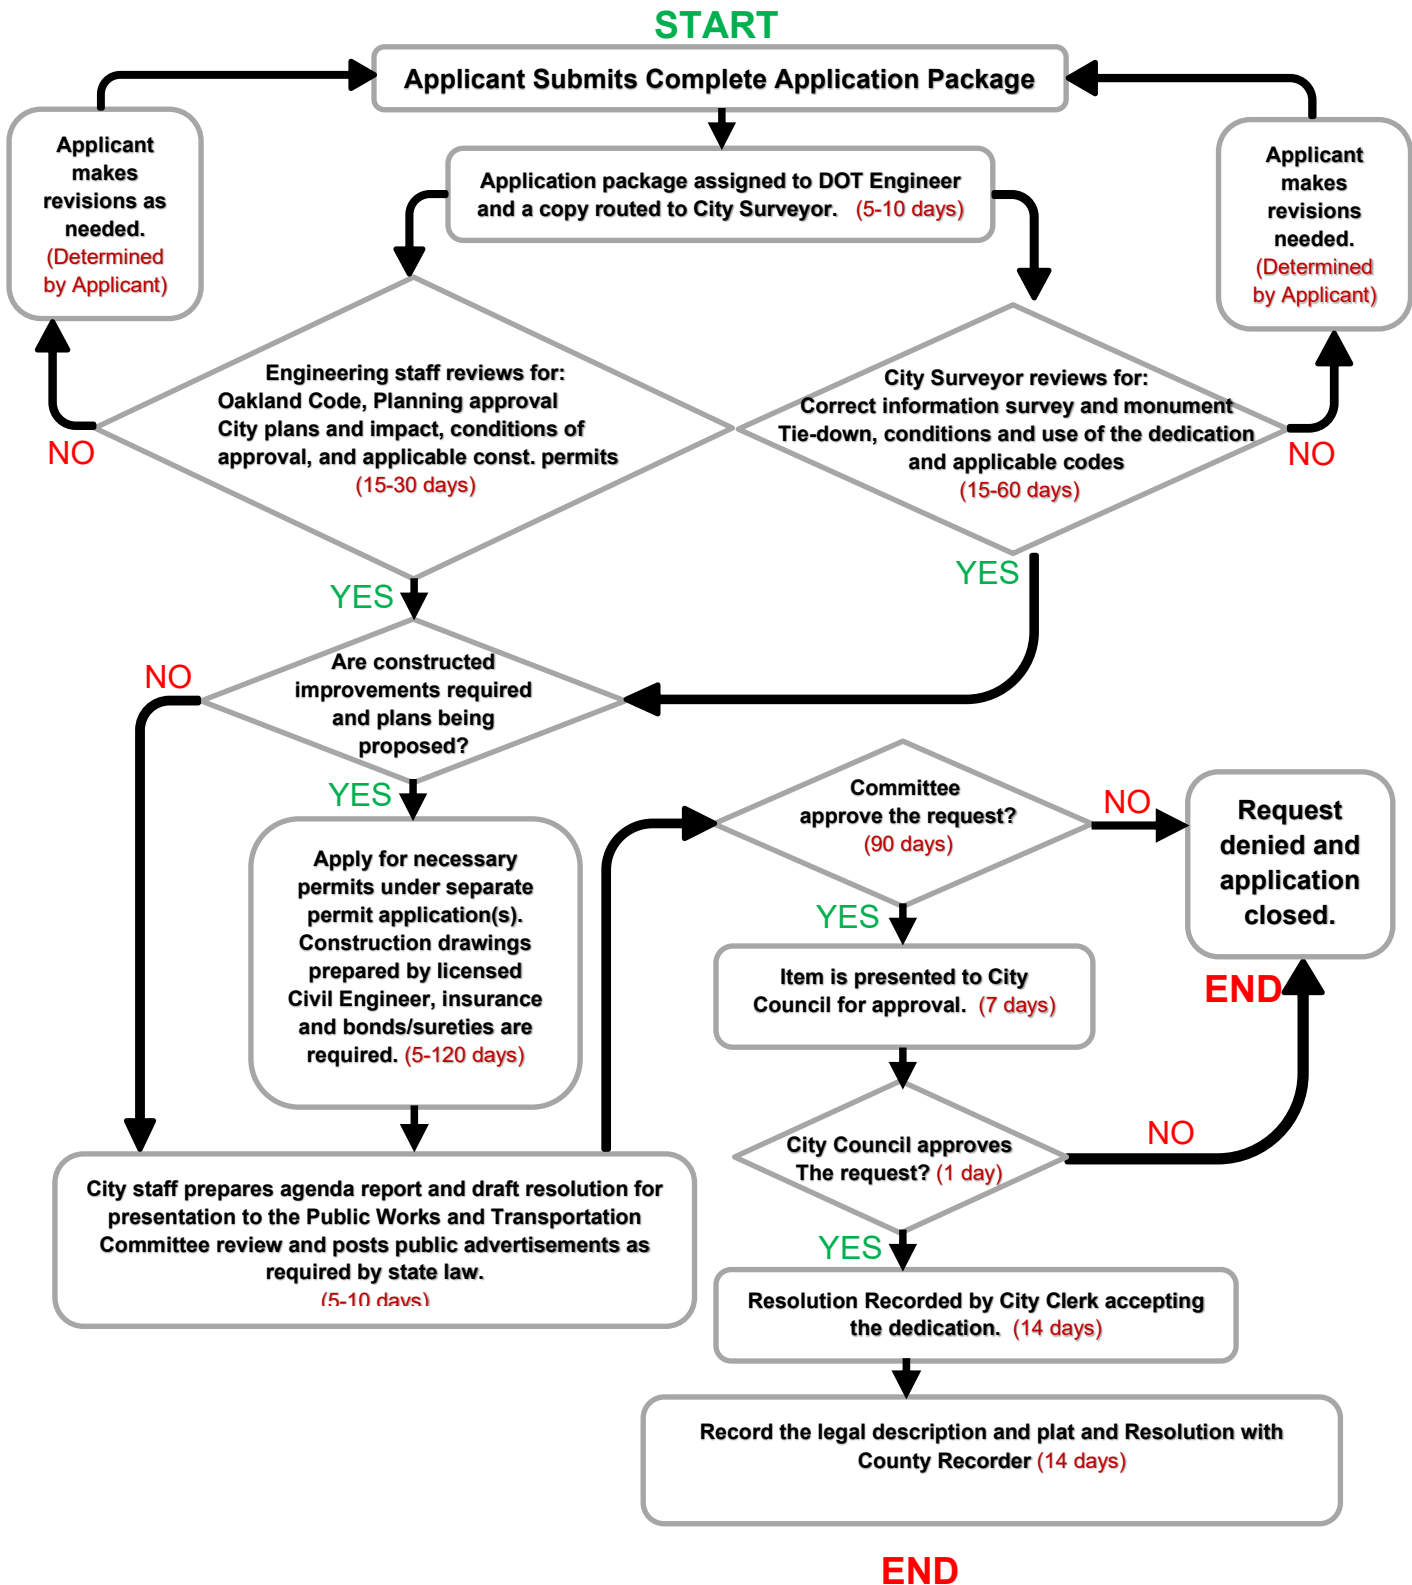 START
Applicant Submits Complete Application Package
Applicant
makes
revisions as
needed.
(Determined
by Applicant)
Application package assigned to DOT Engineer
and a copy routed to City Surveyor. (5-10 days)
Applicant
makes
revisions
needed.
(Determined
by Applicant)
Engineering staff reviews for:
Oakland Code, Planning approval
City plans and impact, conditions of
approval, and applicable const. permits
(15-30 days)
NO
City Surveyor reviews for:
Correct information survey and monument
Tie-down, conditions and use of the dedication
and applicable codes
(15-60 days)
NO
YES
YES
Are constructed
improvements required
and plans being
proposed?
NO
YES
Apply for necessary
permits under separate
permit application(s).
Construction drawings
prepared by licensed
Civil Engineer, insurance
and bonds/sureties are
required. (5-120 days)
City staff prepares agenda report and draft resolution for
presentation to the Public Works and Transportation
Committee review and posts public advertisements as
required by state law.
(5-10 days)
Committee
approve the request?
(90 days)
NO
Request
denied and
application
closed.
END
YES
Item is presented to City
Council for approval. (7 days)
City Council approves
The request? (1 day)
NO
YES
Resolution Recorded by City Clerk accepting
the dedication. (14 days)
Record the legal description and plat and Resolution with
County Recorder (14 days)
END